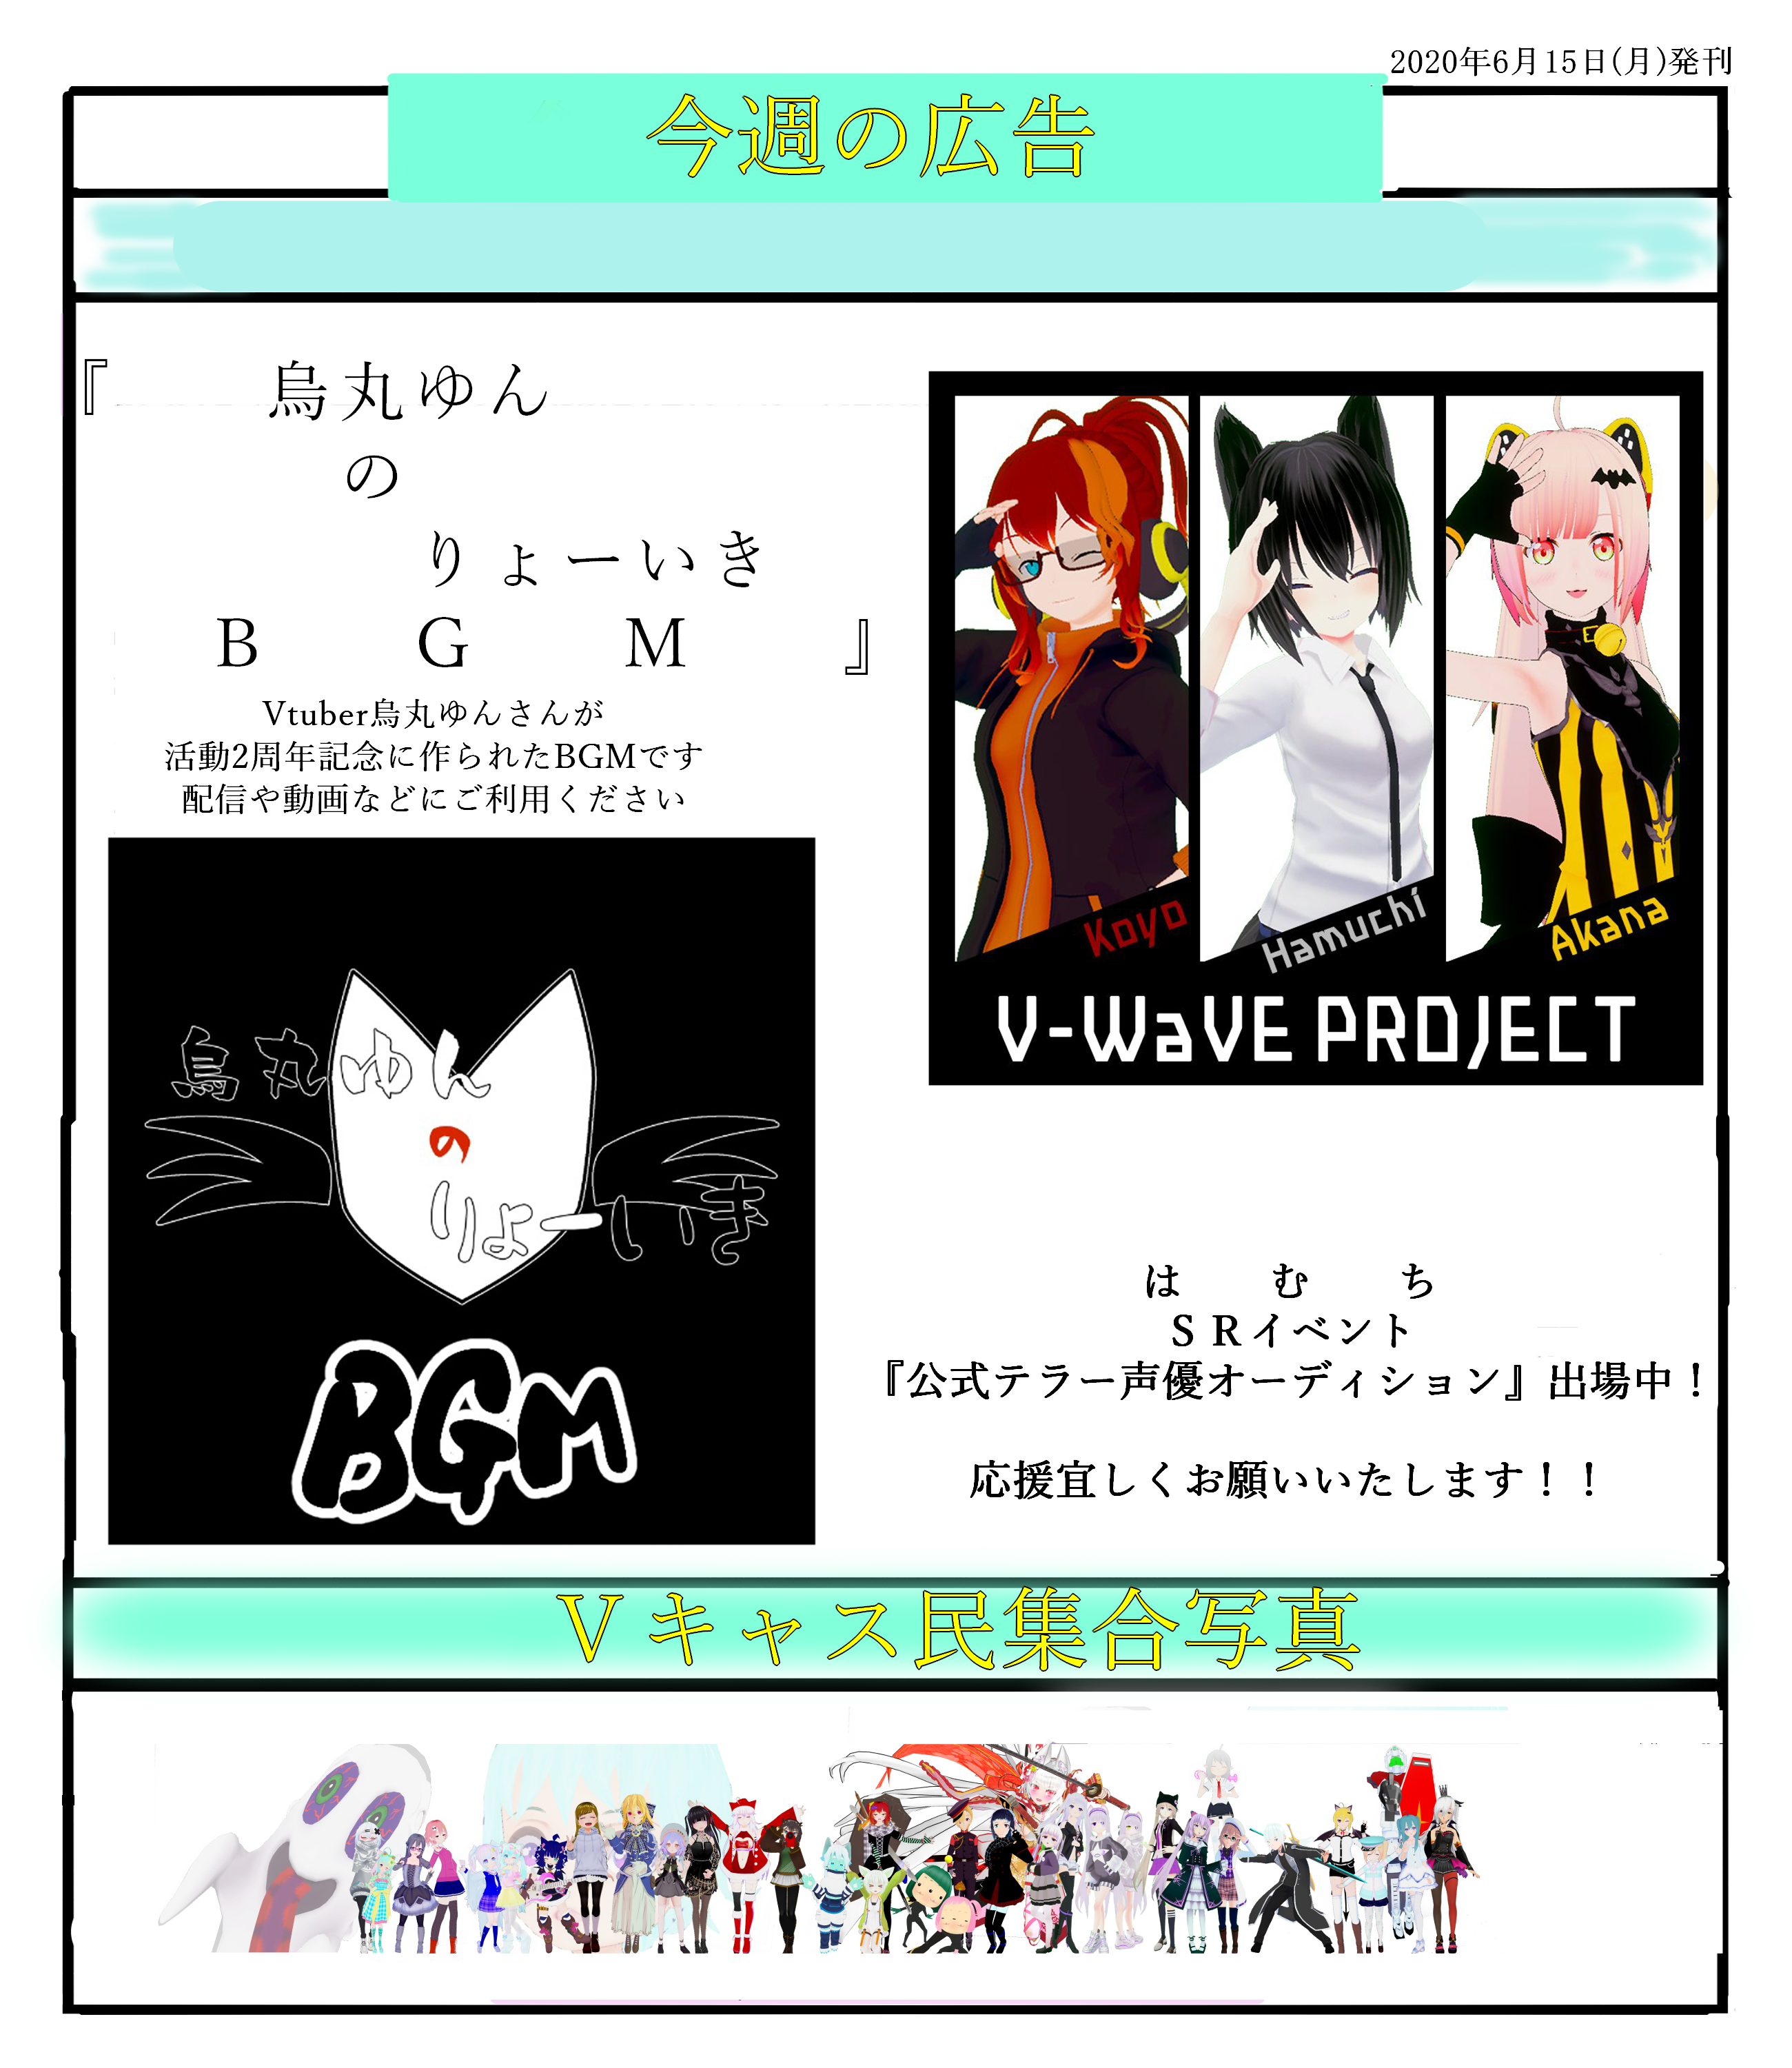 2020年6月15日(月)発刊
今週の広告
『　烏丸ゆん
の
りょーいき
B G M 』
Vtuber烏丸ゆんさんが
活動2周年記念に作られたBGMです
配信や動画などにご利用ください
烏丸ゆん
の
りょーいき
BGM
Koyo
Hamuchi
Akana
V-WaVE PROJECT
は む ち
ＳＲイベント
『公式テラー声優オーディション』出場中！
応援宜しくお願いいたします！！
Ｖキャス民集合写真